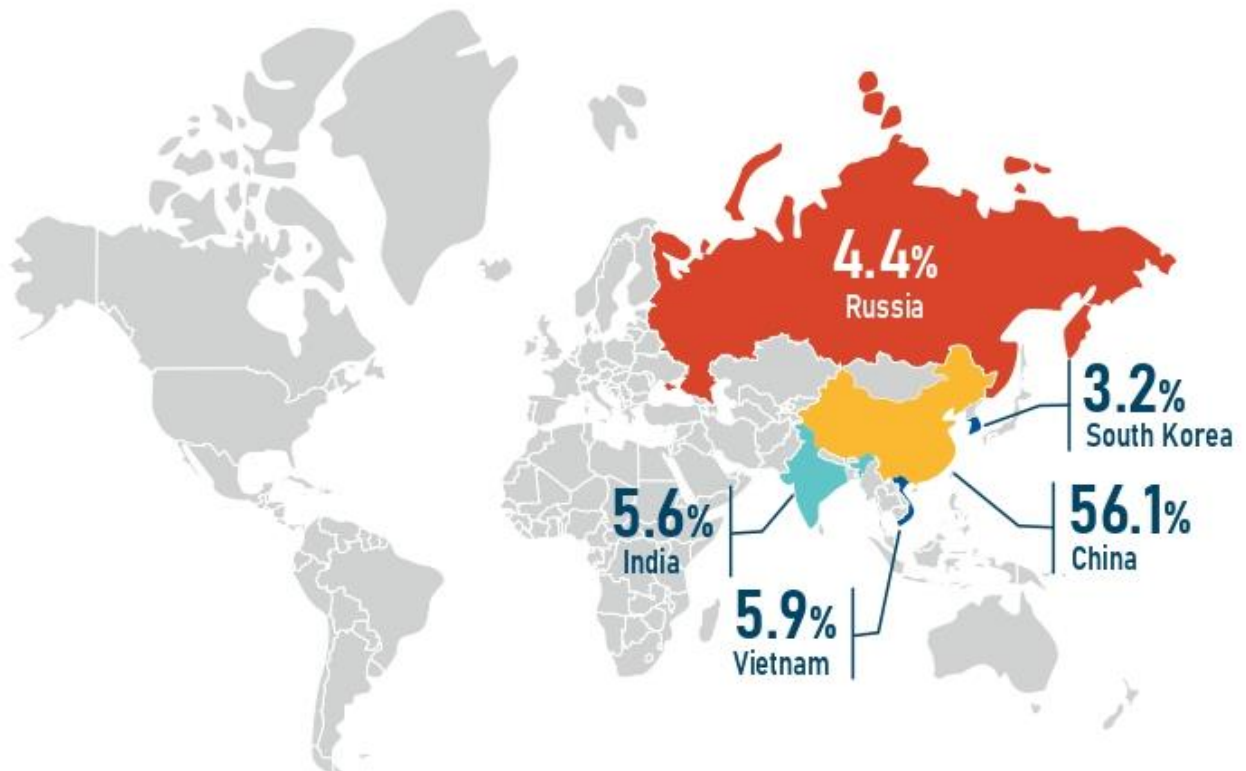 4.4%
Russia
3.2%
South Korea
5.6%
India
56.1%
China
5.9%
Vietnam